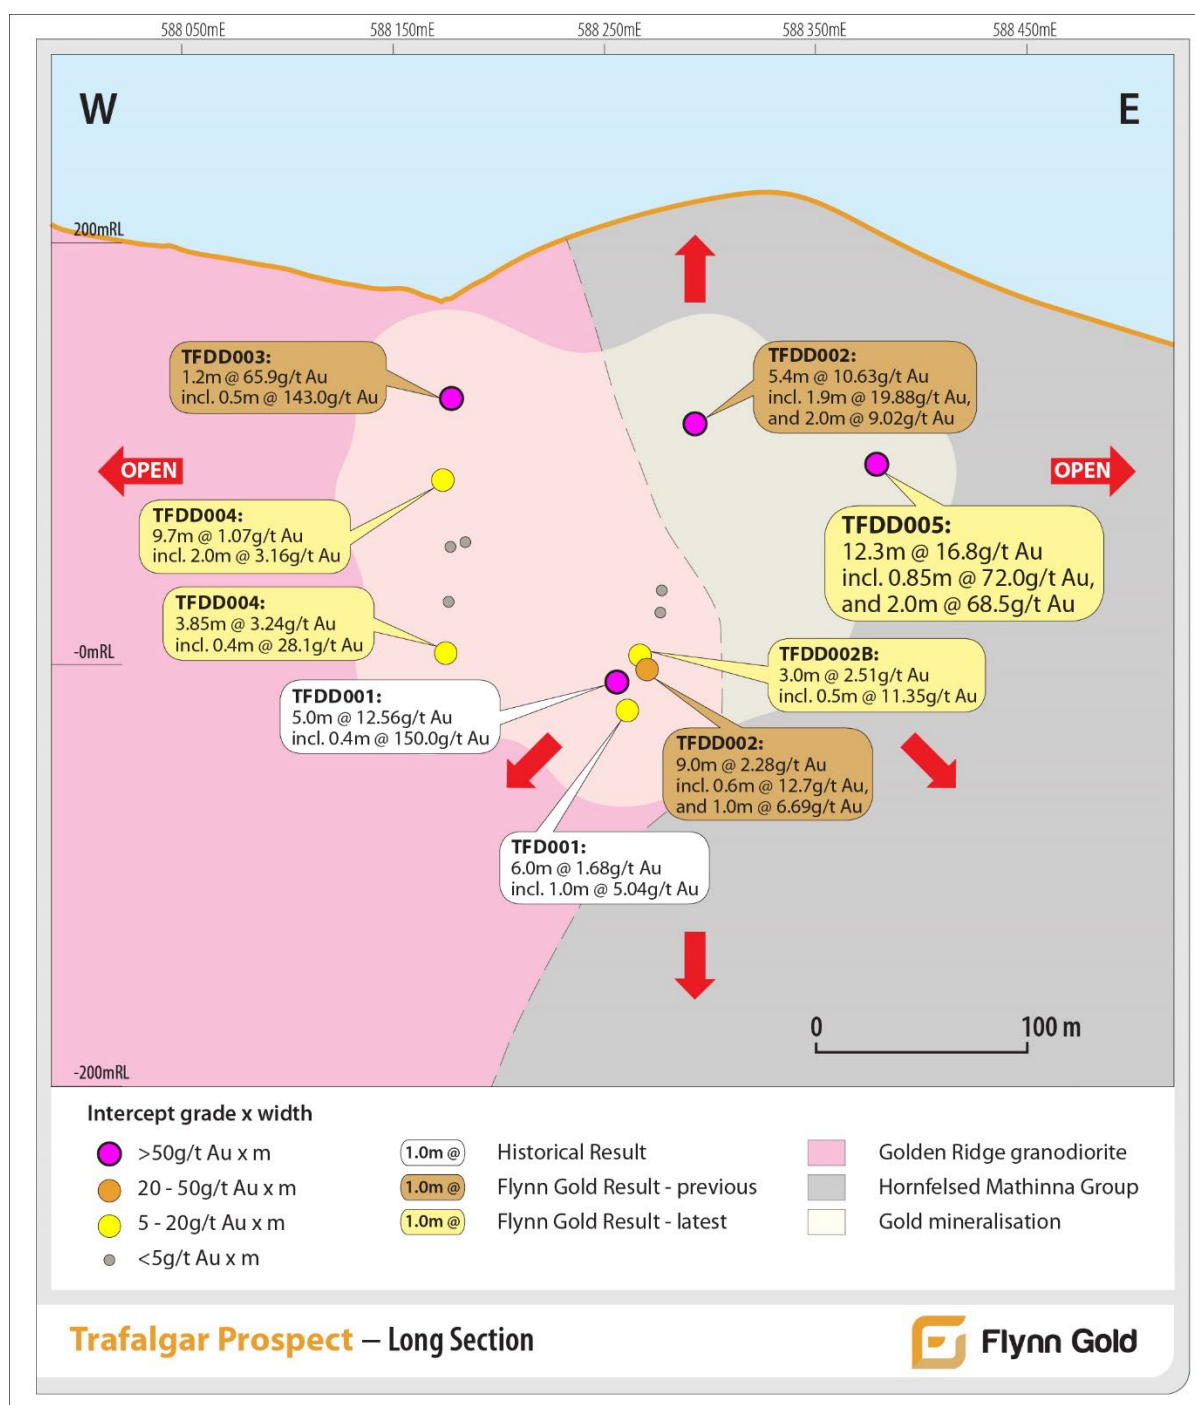 588 050mE 588 150mE 588 250mE 588 350mE 588 450mE
W E
200mRL
TFDD003:
1.2m @ 65.9g/t Au
incl. 0.5m @ 143.0g/t Au
TFDD002:
5.4m @ 10.63g/t Au
incl. 1.9m @ 19.88g/t Au,
and 2.0m @ 9.02g/t Au
OPEN
OPEN
TFDD004:
9.7m @ 1.07g/t Au
incl. 2.0m @ 3.16g/t Au
TFDD005:
12.3m @ 16.8g/t Au
incl. 0.85m @ 72.0g/t Au,
and 2.0m @ 68.5g/t Au
TFDD004:
3.85m @ 3.24g/t Au
incl. 0.4m @ 28.1g/t Au
-0mRL
TFDD002B:
3.0m @ 2.51g/t Au
incl. 0.5m @ 11.35g/t Au
TFDD001:
5.0m @ 12.56g/t Au
incl. 0.4m @ 150.0g/t Au
TFDD002:
9.0m @ 2.28g/t Au
incl. 0.6m @ 12.7g/t Au,
and 1.0m @ 6.69g/t Au
TFD001:
6.0m @ 1.68g/t Au
incl. 1.0m @ 5.04g/t Au
0 100 m
-200mRL
Intercept grade x width
>50g/t Au x m
20 - 50g/t Au x m
5 - 20g/t Au x m
<5g/t Au x m
1.0m @ Historical Result
1.0m @ Flynn Gold Result - previous
1.0m @ Flynn Gold Result - latest
Golden Ridge granodiorite
Hornfelsed Mathinna Group
Gold mineralisation
Trafalgar Prospect – Long Section
Flynn Gold